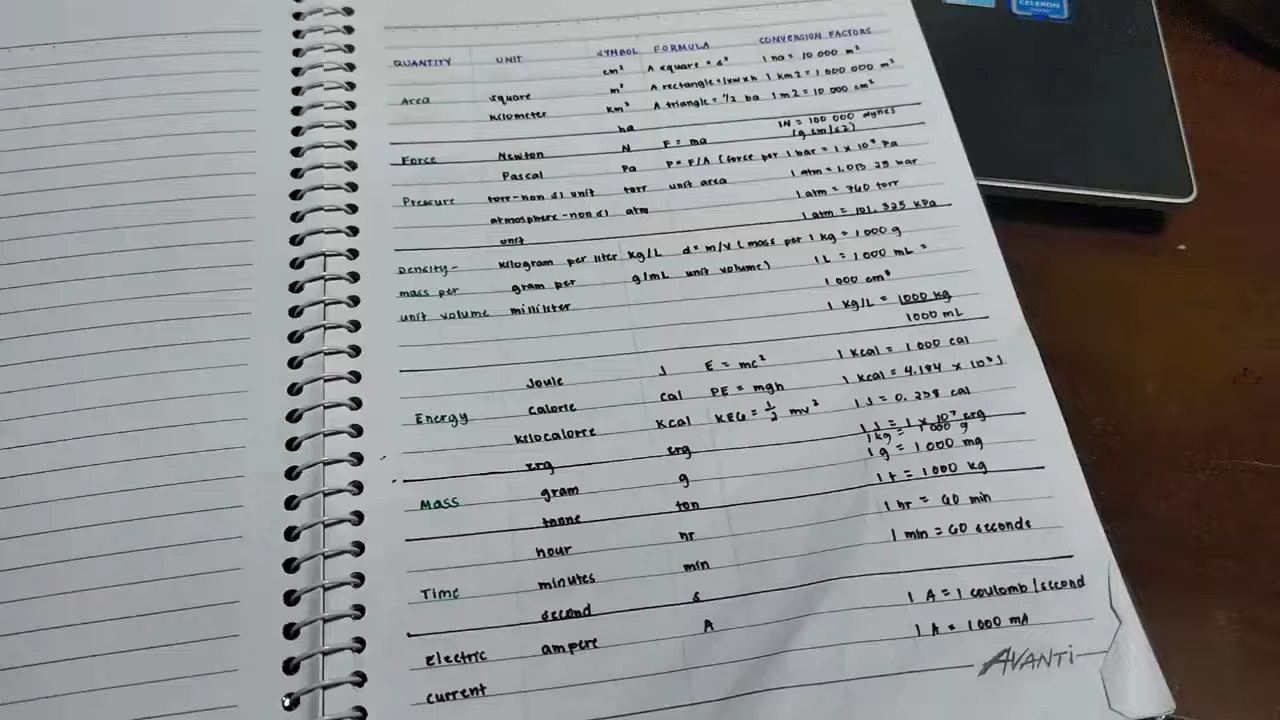 CELERON
QUANTITY UNIT SYMBOL FORMULA CONVERSION FACTORS
cm² A square = s² 1 ha = 10 000 m²
Area square m² A rectangle = lxwxh 1 km2 = 1 000 000 m²
kilometer km² A triangle = 1/2 ba 1 m2 = 10 000 cm²
ha
Force Newton N F = ma 1N = 100 000 dynes
(g cm/s2)
Pascal Pa P = F/A (force per 1 bar = 1 x 10⁵ Pa
Pressure torr-non SI unit torr unit area 1 atm = 1.013 25 bar
atmosphere-non SI atm 1 atm = 760 torr
unit 1 atm = 101.325 kPa
Density- kilogram per liter kg/L d = m/v (mass per 1 kg = 1 000 g
mass per gram per g/mL unit volume) 1 L = 1 000 mL =
unit volume milliliter 1 000 cm³
1 kg/L = 1000 kg
1000 mL
Joule J E = mc² 1 kcal = 1 000 cal
Energy calorie cal PE = mgh 1 kcal = 4.184 x 10³ J
kilocalorie kcal KEG = 1/2 mv² 1 J = 0.238 cal
erg erg 1 J = 1 x 10⁷ erg
1 kg = 1 000 g
Mass gram g 1 g = 1 000 mg
tonne ton 1 t = 1000 kg
hour hr 1 hr = 60 min
Time minutes min 1 min = 60 seconds
second s
Electric ampere A 1 A = 1 coulomb/second
current 1 A = 1000 mA
AVANTi